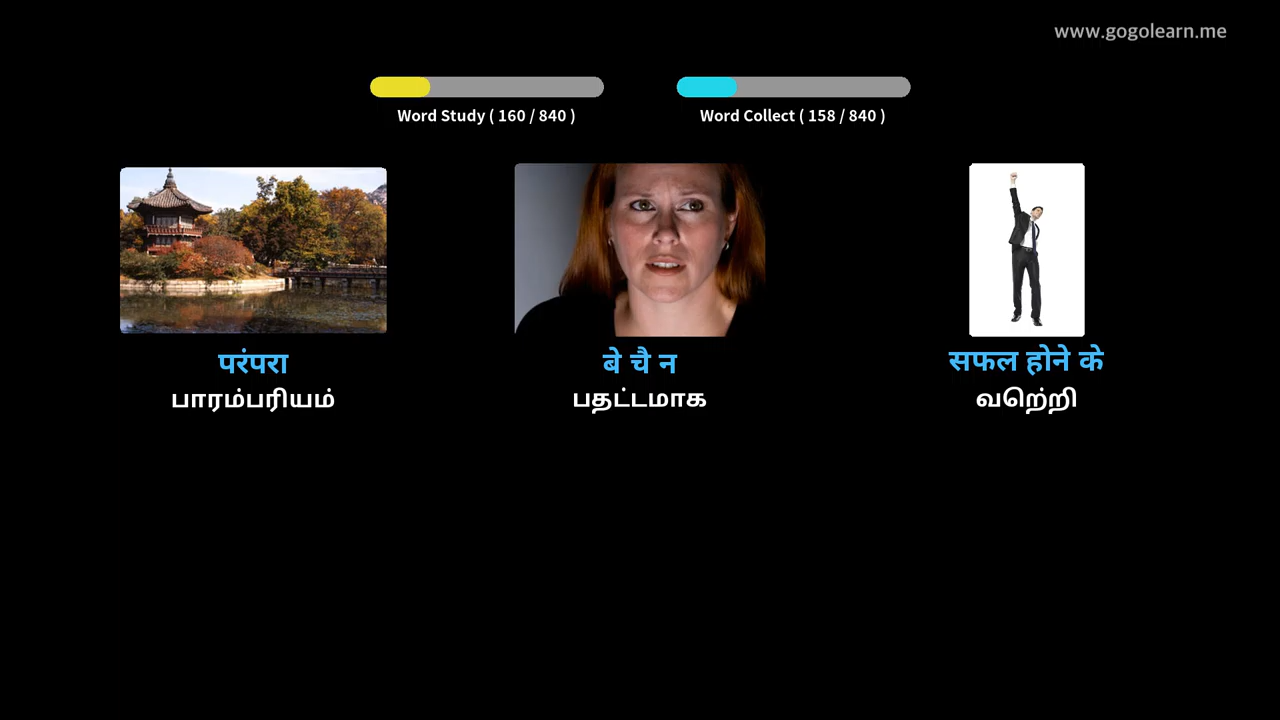 www.gogolearn.me
Word Study ( 160 / 840 )
Word Collect ( 158 / 840 )
परंपरा
बे चै न
सफल होने के
பாரம்பரியம்
பதட்டமாக
வெற்றி